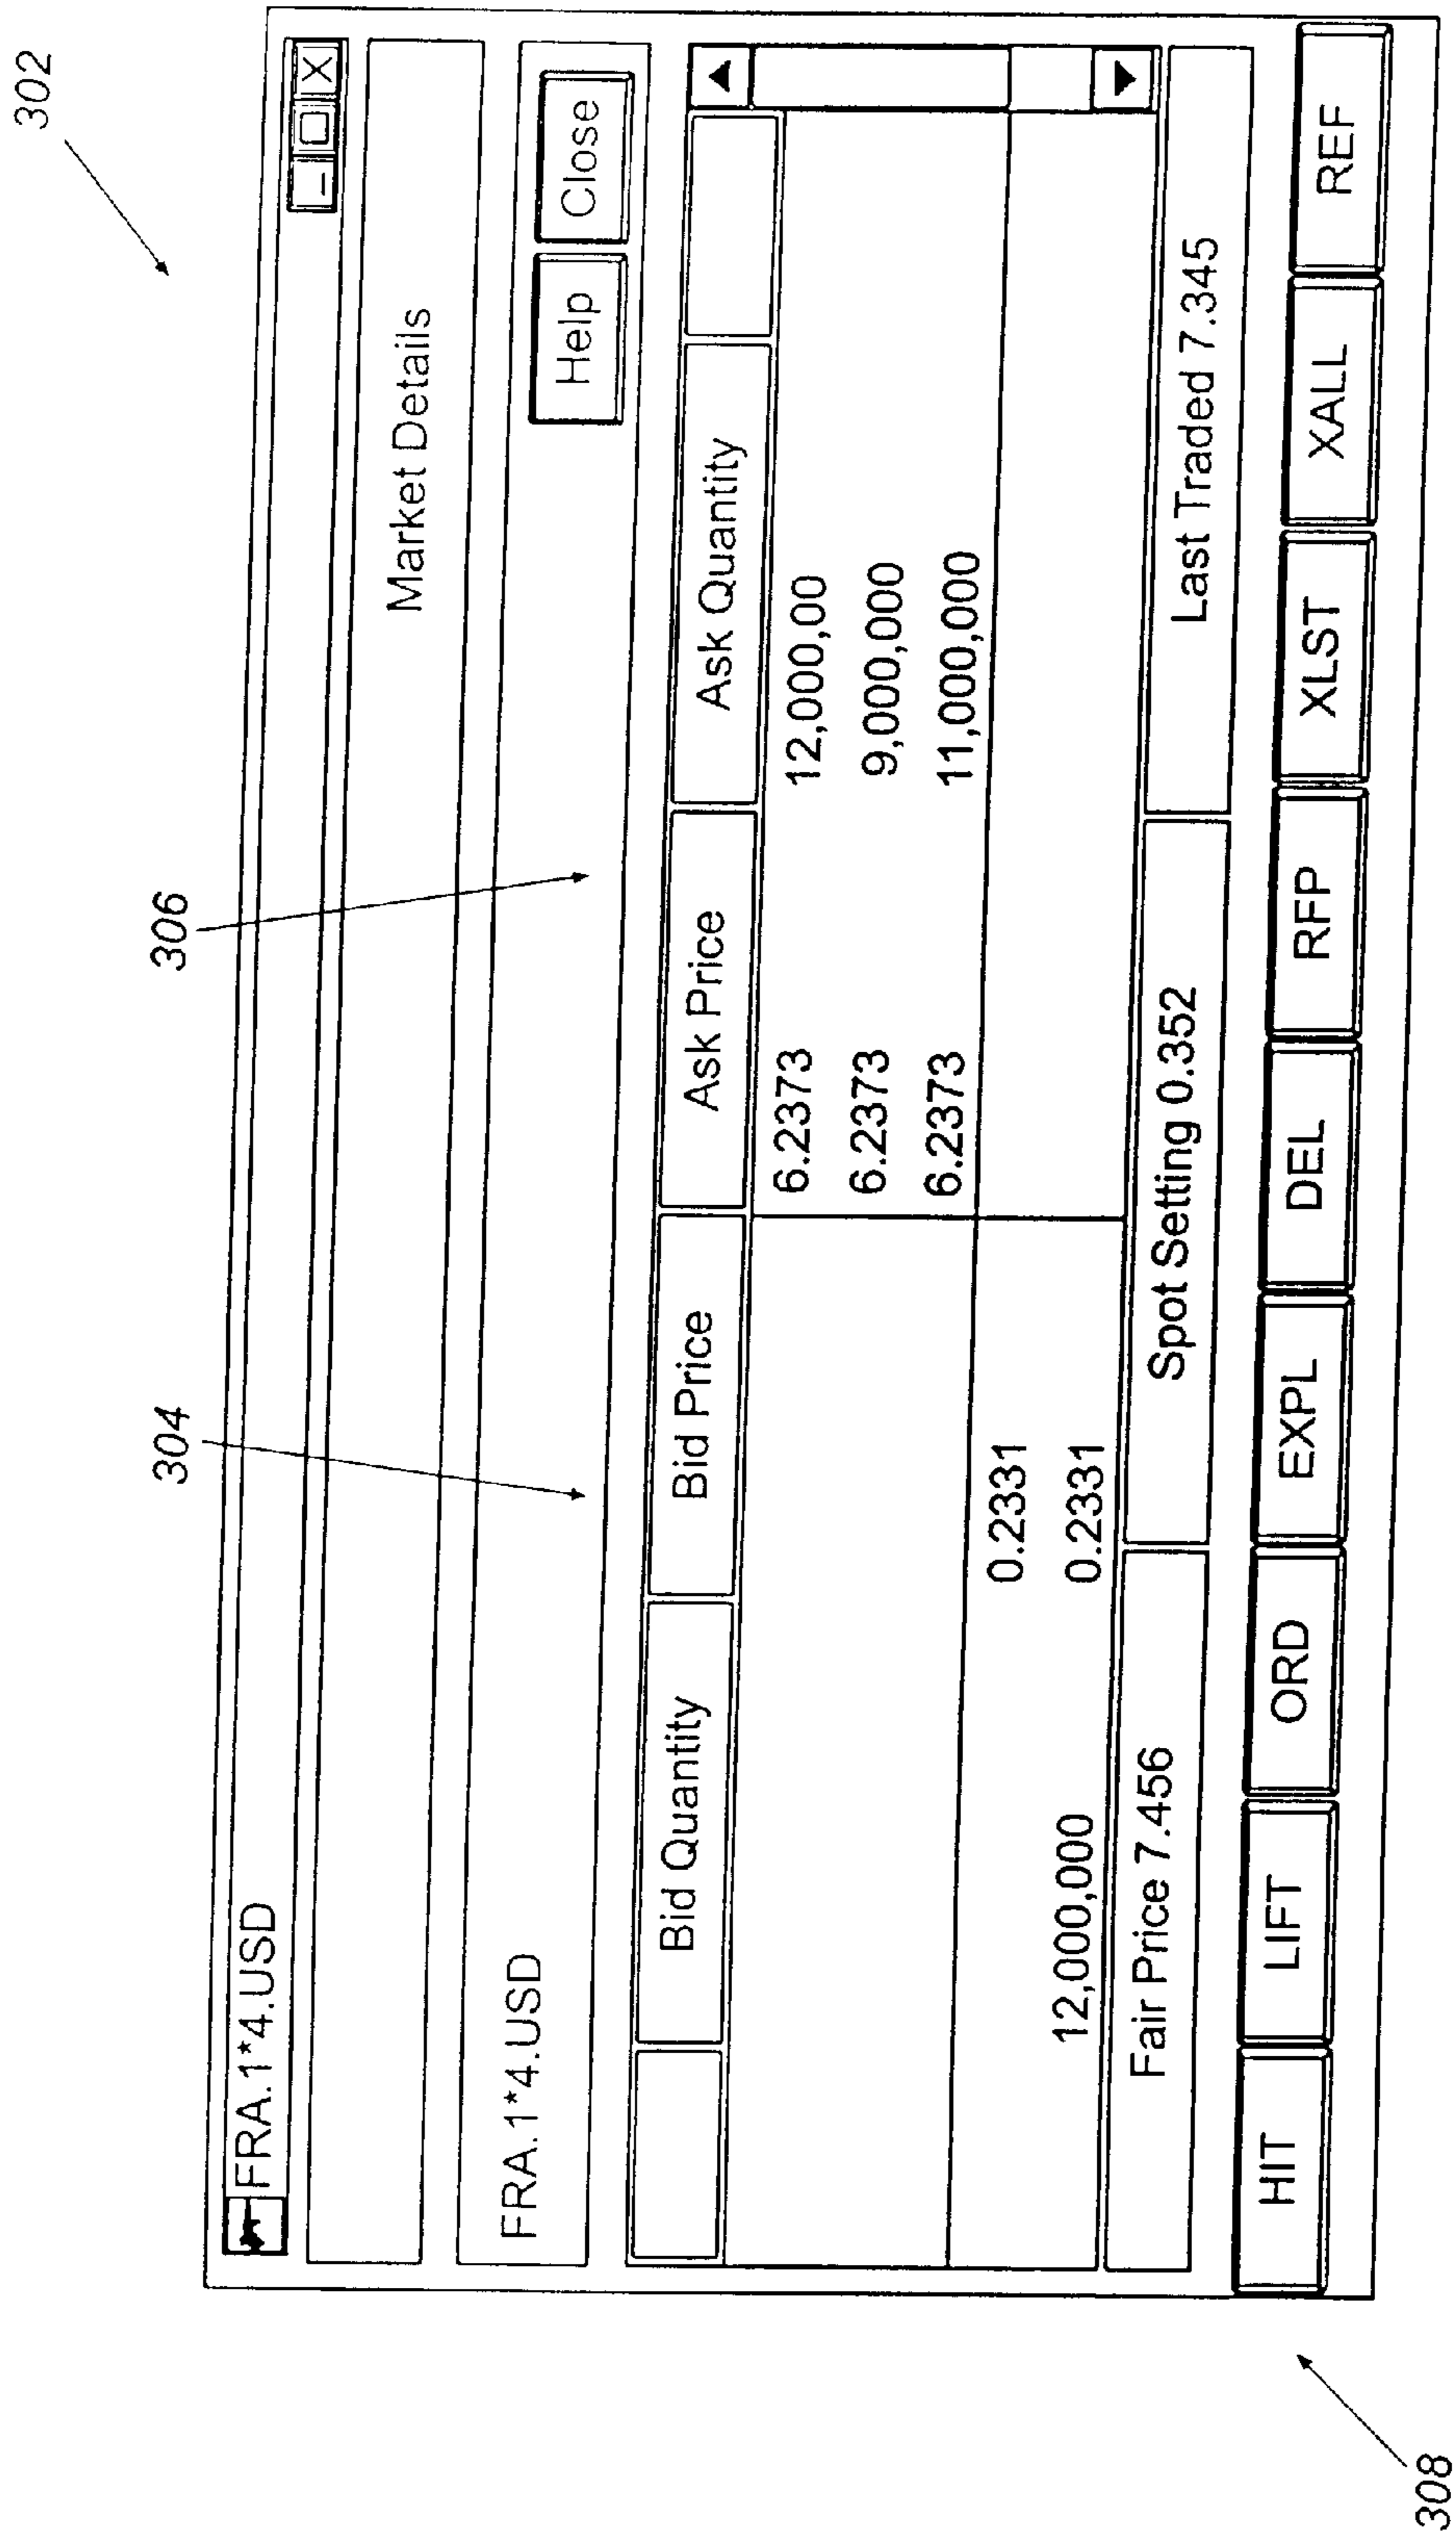 302
304
306
FRA.1*4.USD
Market Details
FRA.1*4.USD
Help Close
Bid Quantity Bid Price Ask Price Ask Quantity
6.2373 12,000,00
6.2373 9,000,000
6.2373 11,000,000
0.2331
12,000,000 0.2331
Fair Price 7.456 Spot Setting 0.352 Last Traded 7.345
HIT LIFT ORD EXPL DEL RFP XLST XALL REF
308